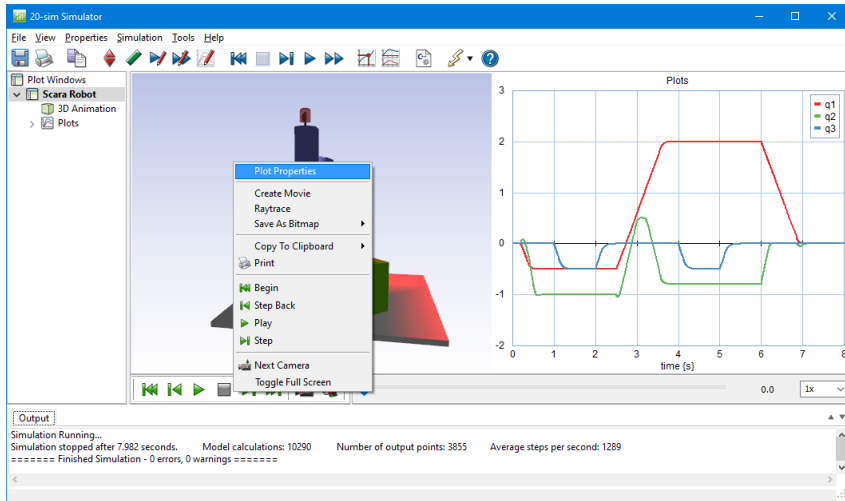 20-sim Simulator
File View Properties Simulation Tools Help
Plot Windows
Scara Robot
3D Animation
Plots
Plot Properties
Create Movie
Raytrace
Save As Bitmap
Copy To Clipboard
Print
Begin
Step Back
Play
Step
Next Camera
Toggle Full Screen
Plots
3
2
1
0
-1
-2
0 1 2 3 4 5 6 7 8
time {s}
q1
q2
q3
0.0 1x
Output
Simulation Running...
Simulation stopped after 7.982 seconds. Model calculations: 10290 Number of output points: 3855 Average steps per second: 1289
======= Finished Simulation - 0 errors, 0 warnings =======